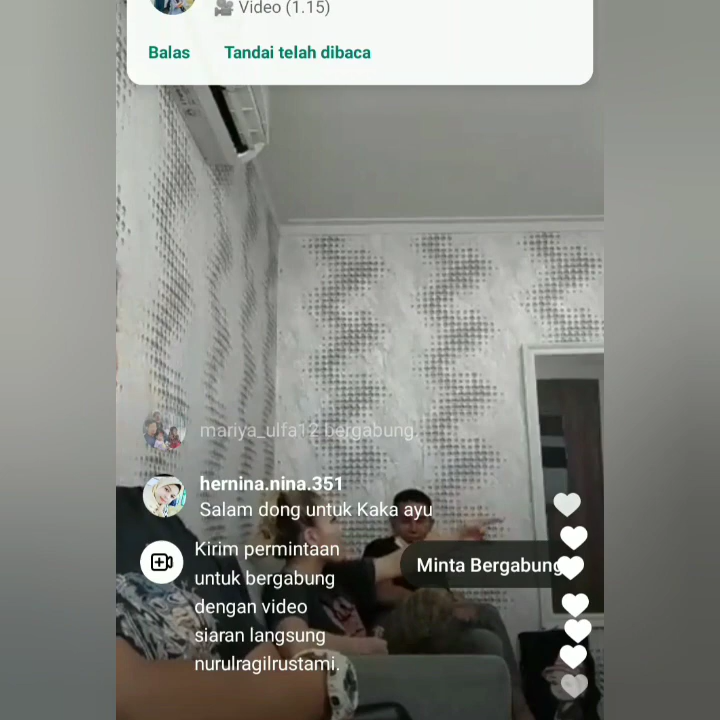 Video (1.15)
Balas Tandai telah dibaca
mariya_ulfa12 bergabung.
hernina.nina.351
Salam dong untuk Kaka ayu
Kirim permintaan
untuk bergabung
dengan video
siaran langsung
nurulragilrustami.
Minta Bergabung